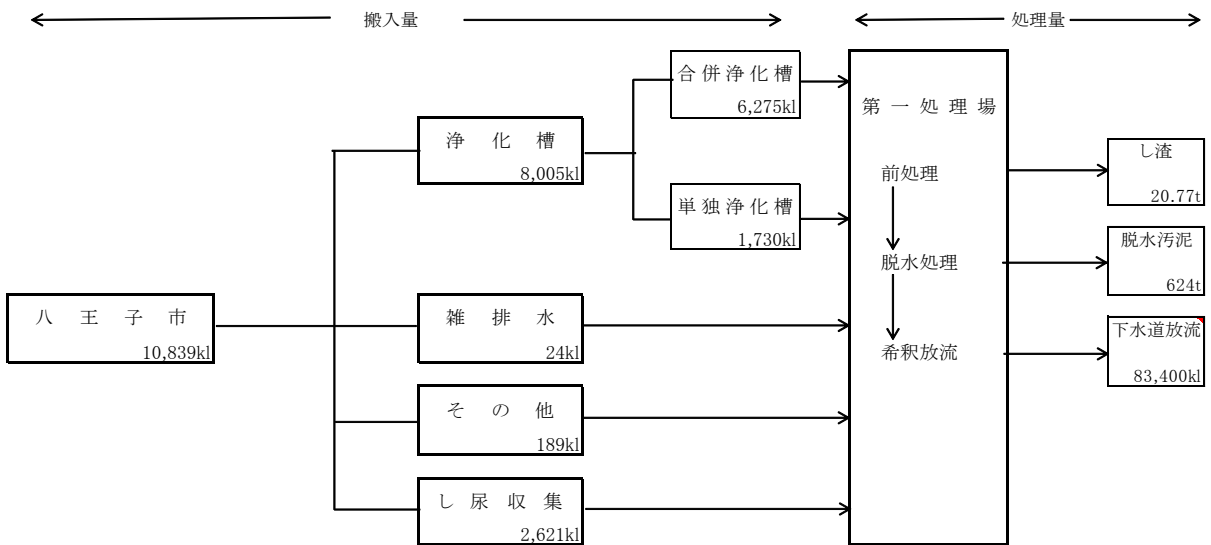 搬入量
処理量
合併浄化槽
6,275kl
第一処理場
浄化槽
8,005kl
し渣
20.77t
前処理
単独浄化槽
1,730kl
脱水汚泥
624t
脱水処理
八王子市
10,839kl
雑排水
24kl
下水道放流
83,400kl
希釈放流
その他
189kl
し尿収集
2,621kl